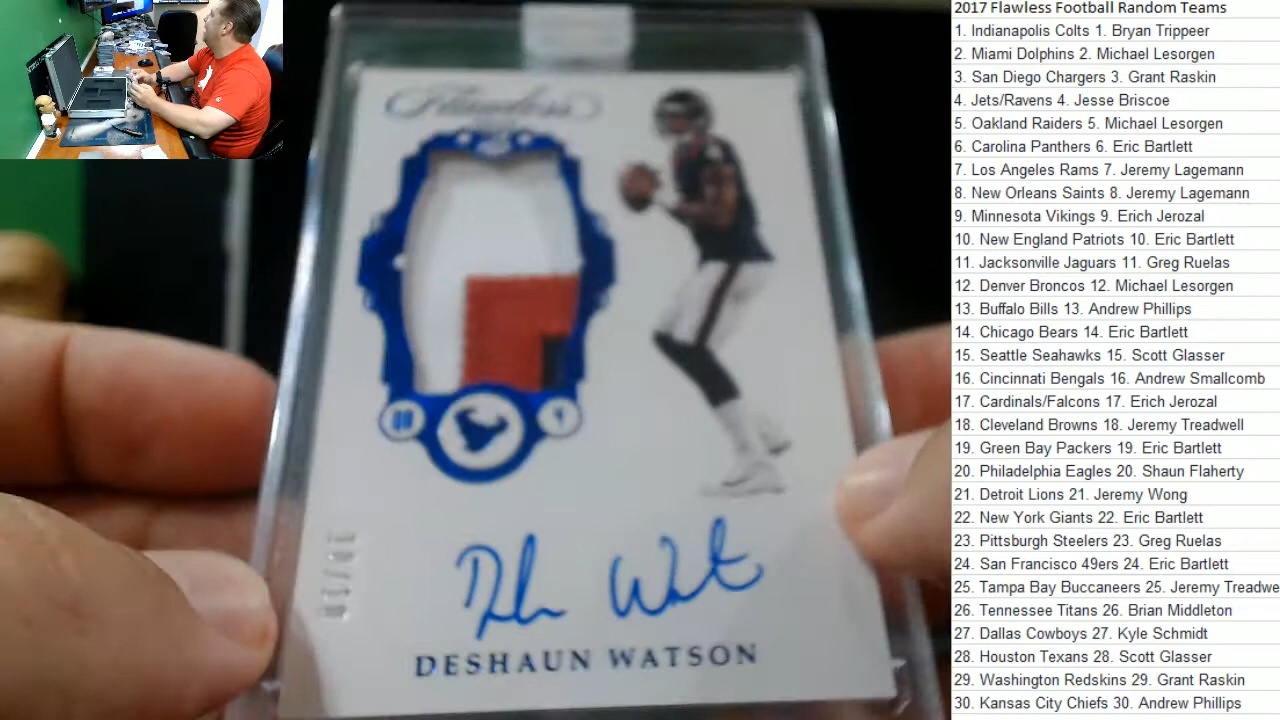 Flawless
Deshaun Watson
DESHAUN WATSON
2017 Flawless Football Random Teams
1. Indianapolis Colts 1. Bryan Trippeer
2. Miami Dolphins 2. Michael Lesorgen
3. San Diego Chargers 3. Grant Raskin
4. Jets/Ravens 4. Jesse Briscoe
5. Oakland Raiders 5. Michael Lesorgen
6. Carolina Panthers 6. Eric Bartlett
7. Los Angeles Rams 7. Jeremy Lagemann
8. New Orleans Saints 8. Jeremy Lagemann
9. Minnesota Vikings 9. Erich Jerozal
10. New England Patriots 10. Eric Bartlett
11. Jacksonville Jaguars 11. Greg Ruelas
12. Denver Broncos 12. Michael Lesorgen
13. Buffalo Bills 13. Andrew Phillips
14. Chicago Bears 14. Eric Bartlett
15. Seattle Seahawks 15. Scott Glasser
16. Cincinnati Bengals 16. Andrew Smallcomb
17. Cardinals/Falcons 17. Erich Jerozal
18. Cleveland Browns 18. Jeremy Treadwell
19. Green Bay Packers 19. Eric Bartlett
20. Philadelphia Eagles 20. Shaun Flaherty
21. Detroit Lions 21. Jeremy Wong
22. New York Giants 22. Eric Bartlett
23. Pittsburgh Steelers 23. Greg Ruelas
24. San Francisco 49ers 24. Eric Bartlett
25. Tampa Bay Buccaneers 25. Jeremy Treadwe
26. Tennessee Titans 26. Brian Middleton
27. Dallas Cowboys 27. Kyle Schmidt
28. Houston Texans 28. Scott Glasser
29. Washington Redskins 29. Grant Raskin
30. Kansas City Chiefs 30. Andrew Phillips